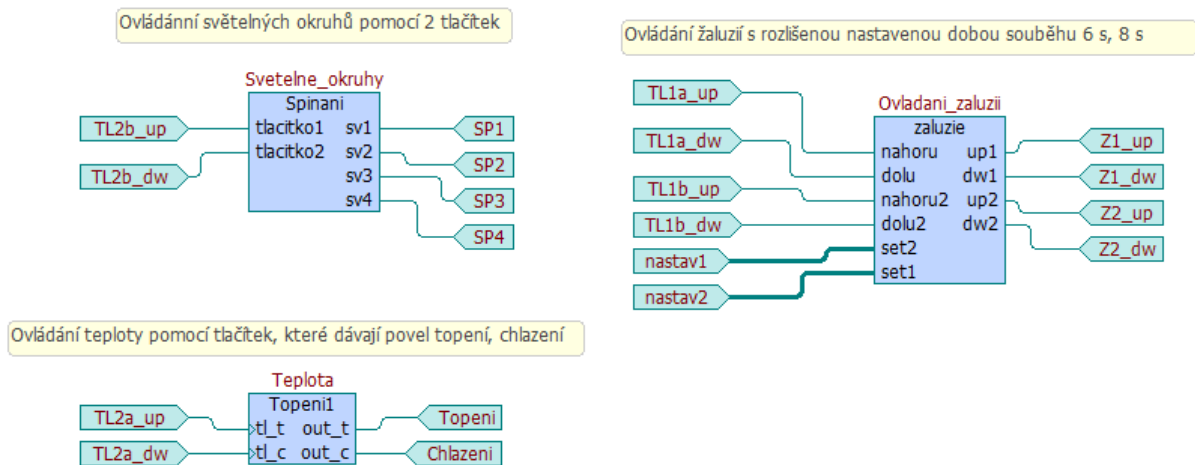 Ovládánní světelných okruhů pomocí 2 tlačítek
Svetelne_okruhy
Spinani
TL2b_up tlacitko1 sv1 SP1
TL2b_dw tlacitko2 sv2 SP2
sv3 SP3
sv4 SP4
Ovládání žaluzií s rozlišenou nastavenou dobou souběhu 6 s, 8 s
Ovladani_zaluzii
zaluzie
TL1a_up nahoru up1 Z1_up
TL1a_dw dolu dw1 Z1_dw
TL1b_up nahoru2 up2 Z2_up
TL1b_dw dolu2 dw2 Z2_dw
nastav1 set2
nastav2 set1
Ovládání teploty pomocí tlačítek, které dávají povel topení, chlazení
Teplota
Topeni1
TL2a_up tl_t out_t Topeni
TL2a_dw tl_c out_c Chlazeni